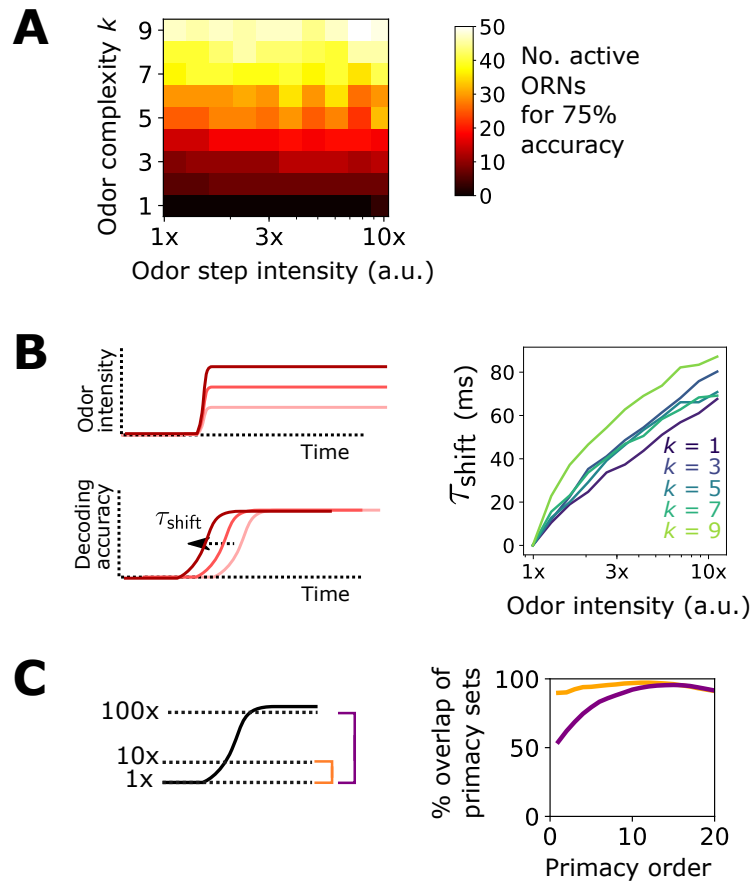 A
Odor complexity k
9
7
5
3
1
1x 3x 10x
Odor step intensity (a.u.)
50
40
30
20
10
0
No. active
ORNs
for 75%
accuracy
B
Odor
intensity
Time
Decoding
accuracy
τshift
Time
𝒯shift (ms)
80
60
40
20
0
k = 1
k = 3
k = 5
k = 7
k = 9
1x 3x 10x
Odor intensity (a.u.)
C
100x
10x
1x
% overlap of
primacy sets
100
50
0
0 10 20
Primacy order